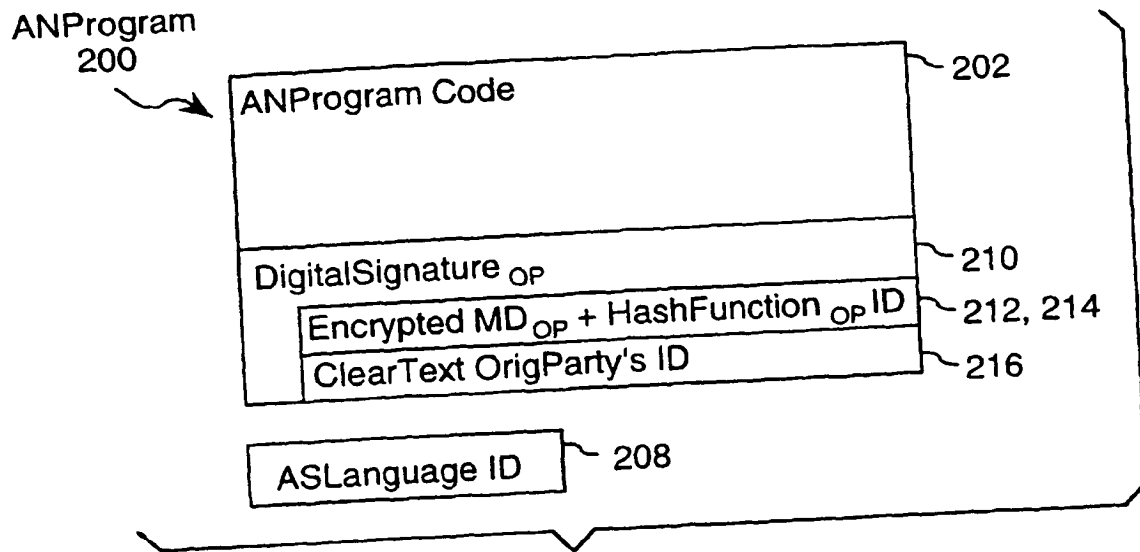 ANProgram
200
ANProgram Code
202
DigitalSignature OP
210
Encrypted MD OP + HashFunction OP ID
212, 214
ClearText OrigParty's ID
216
ASLanguage ID
208